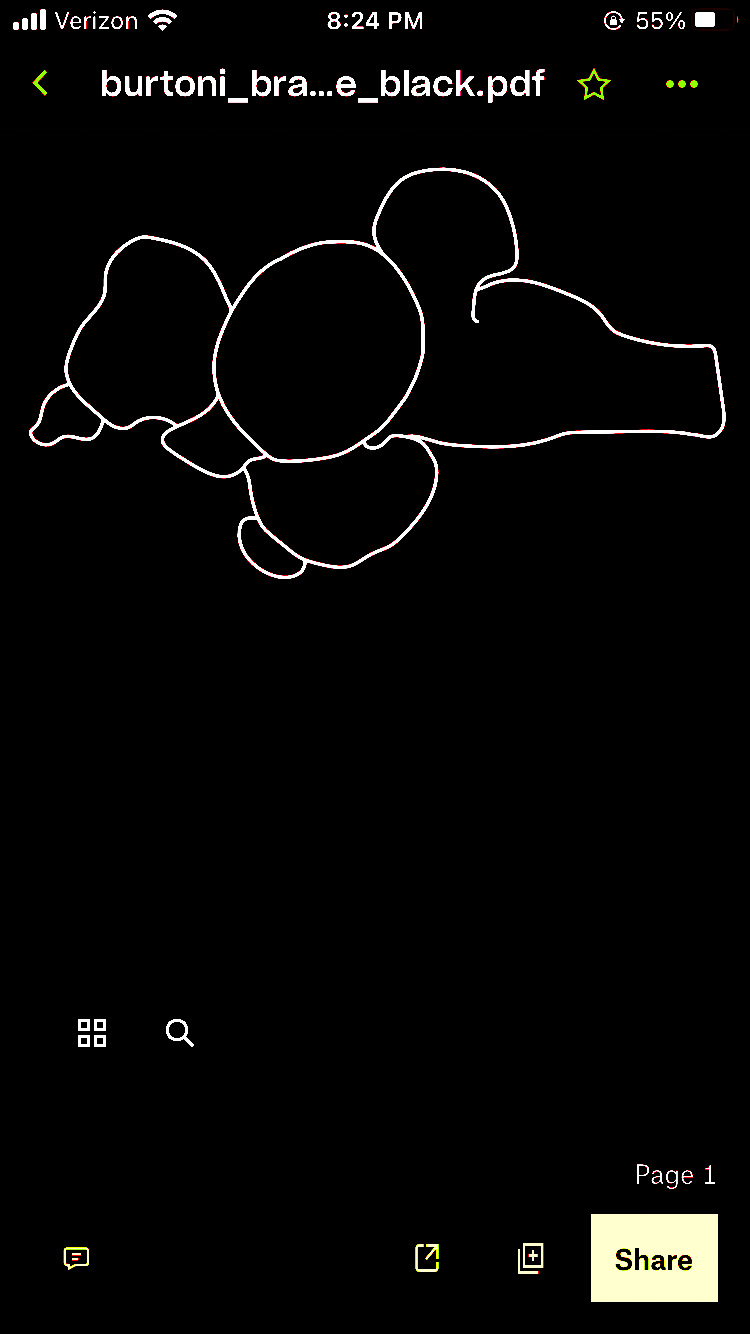 Verizon 8:24 PM 55%
burtoni_bra...e_black.pdf
Page 1
Share